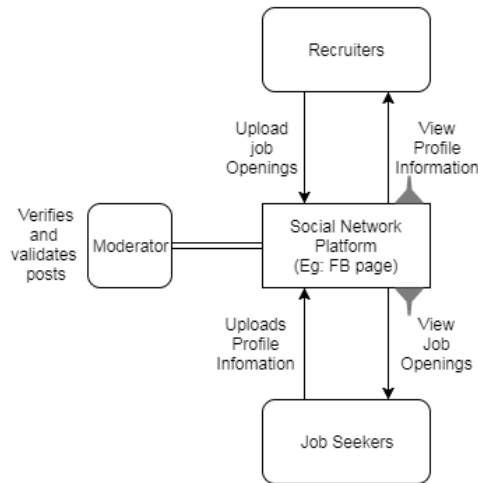 Recruiters
Upload
job
Openings
View
Profile
Information
Verifies
and
validates
posts
Moderator
Social Network
Platform
(Eg: FB page)
Uploads
Profile
Infomation
View
Job
Openings
Job Seekers